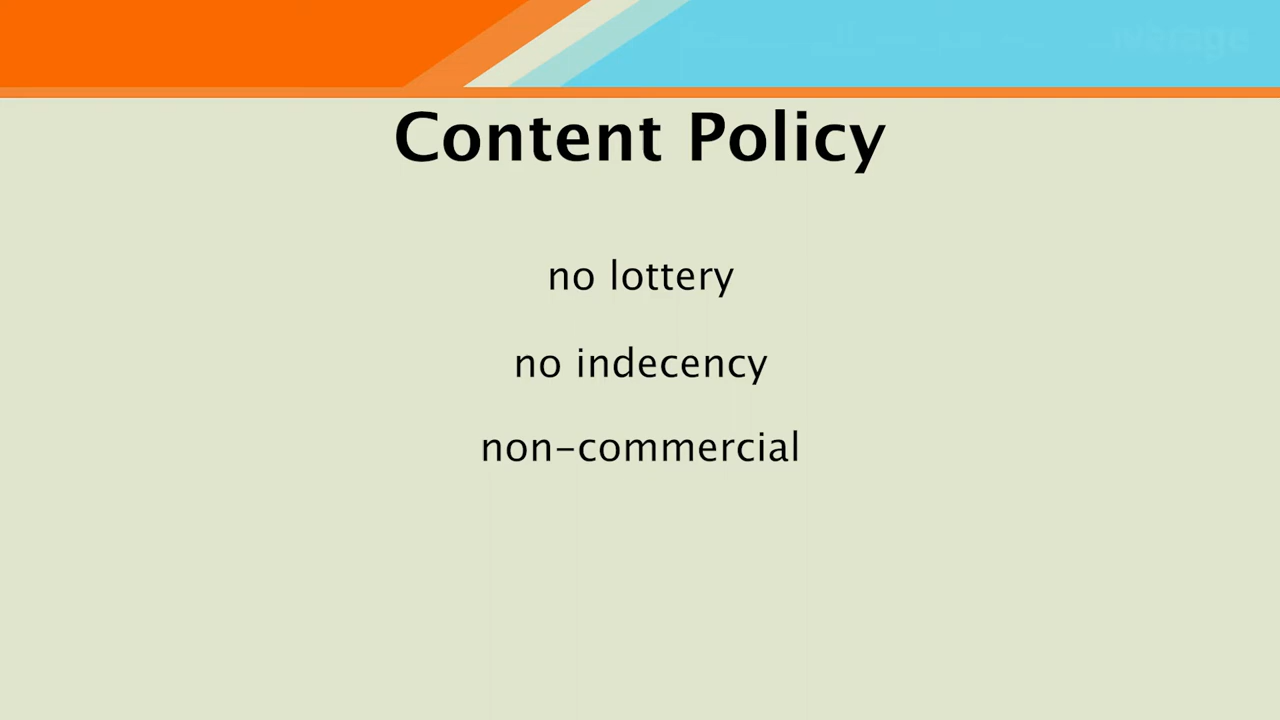 Content Policy
no lottery
no indecency
non-commercial